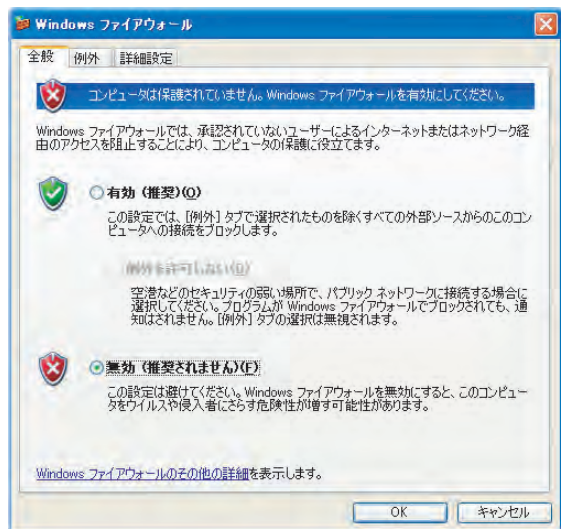 Windows ファイアウォール
全般 例外 詳細設定
コンピュータは保護されていません。Windows ファイアウォールを有効にしてください。
Windows ファイアウォールでは、承認されていないユーザーによるインターネットまたはネットワーク経
由のアクセスを阻止することにより、コンピュータの保護に役立てます。
有効 (推奨)(O)
この設定では、[例外] タブで選択されたものを除くすべての外部ソースからのこのコン
ピュータへの接続をブロックします。
例外を許可しない(D)
空港などのセキュリティの弱い場所で、パブリック ネットワークに接続する場合に
選択してください。プログラムが Windows ファイアウォールでブロックされても、通
知はされません。[例外] タブの選択は無視されます。
無効 (推奨されません)(F)
この設定は避けてください。Windows ファイアウォールを無効にすると、このコンピュー
タをウイルスや侵入者にさらす危険性が増す可能性があります。
Windows ファイアウォールのその他の詳細を表示します。
OK キャンセル